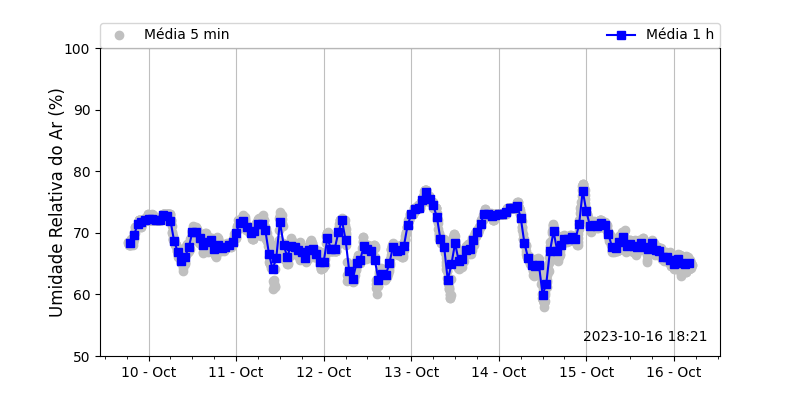 Média 5 min
Média 1 h
100
90
80
70
60
50
Umidade Relativa do Ar (%)
2023-10-16 18:21
10 - Oct
11 - Oct
12 - Oct
13 - Oct
14 - Oct
15 - Oct
16 - Oct